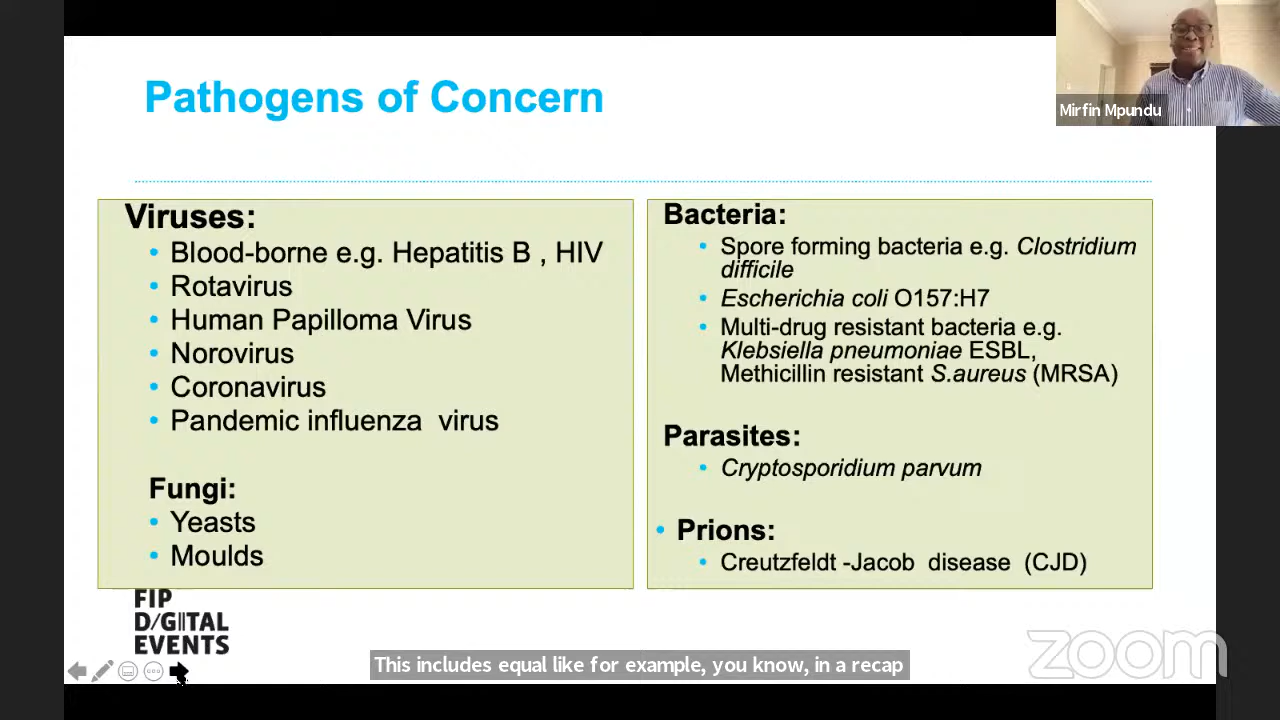 Pathogens of Concern
Mirfin Mpundu
Viruses:
• Blood-borne e.g. Hepatitis B , HIV
• Rotavirus
• Human Papilloma Virus
• Norovirus
• Coronavirus
• Pandemic influenza virus
Fungi:
• Yeasts
• Moulds
Bacteria:
• Spore forming bacteria e.g. Clostridium
difficile
• Escherichia coli O157:H7
• Multi-drug resistant bacteria e.g.
Klebsiella pneumoniae ESBL,
Methicillin resistant S.aureus (MRSA)
Parasites:
• Cryptosporidium parvum
• Prions:
• Creutzfeldt -Jacob disease (CJD)
FIP
D/GITAL
EVENTS
This includes equal like for example, you know, in a recap
zoom